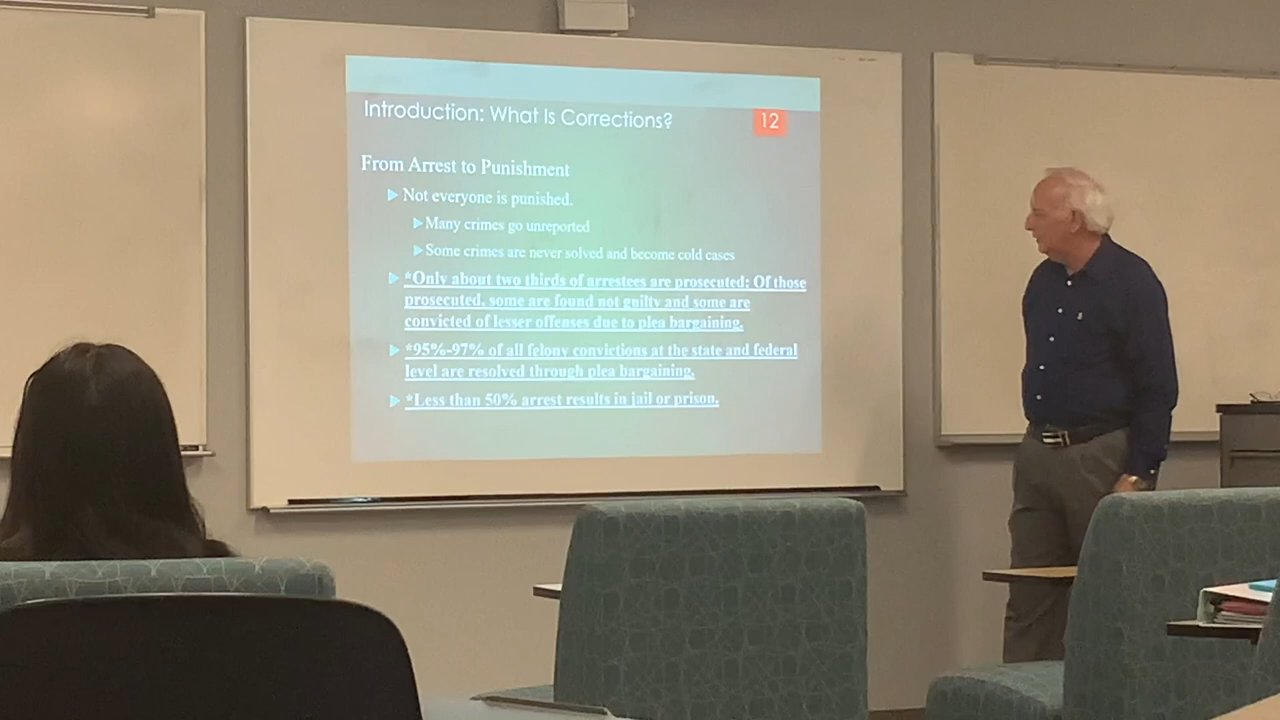 Introduction: What Is Corrections?
12
From Arrest to Punishment
Not everyone is punished.
Many crimes go unreported
Some crimes are never solved and become cold cases
*Only about two thirds of arrestees are prosecuted; Of those
prosecuted, some are found not guilty and some are
convicted of lesser offenses due to plea bargaining.
*95%-97% of all felony convictions at the state and federal
level are resolved through plea bargaining.
*Less than 50% arrest results in jail or prison.